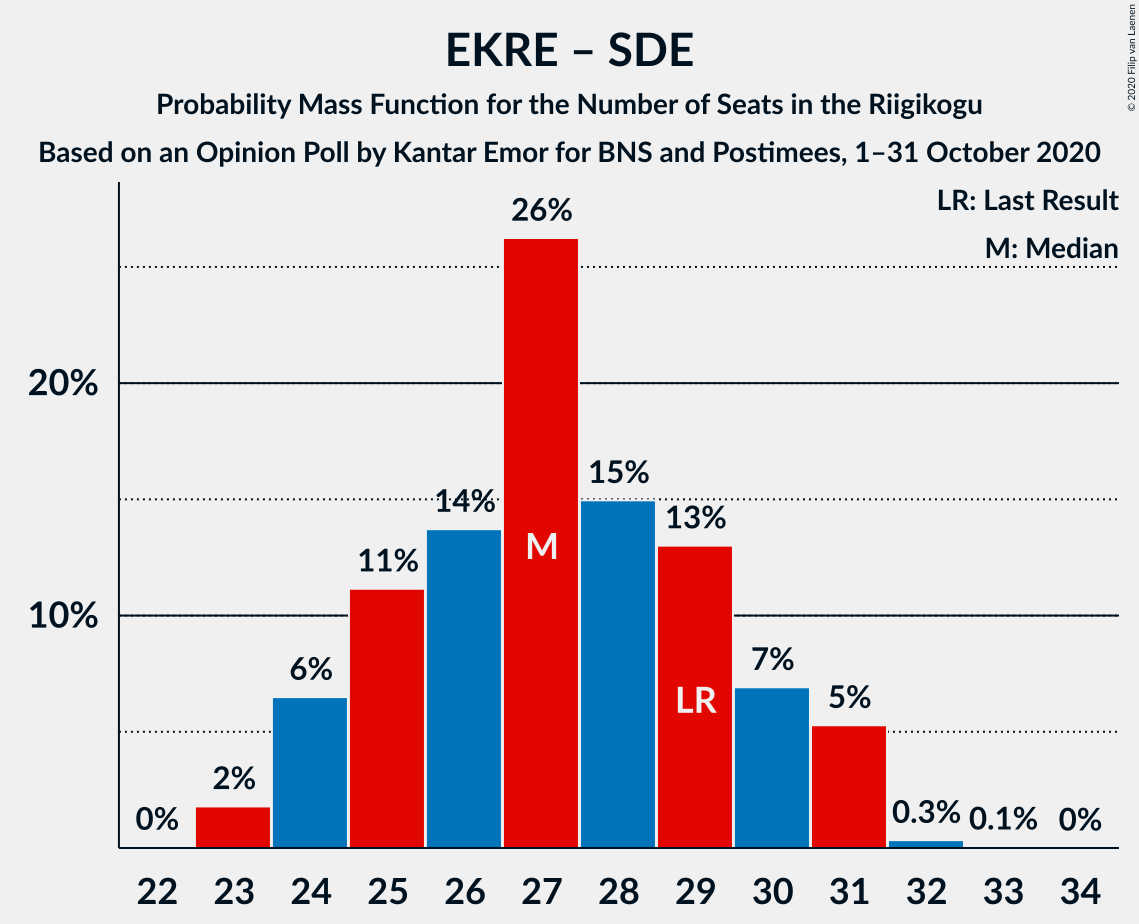 EKRE – SDE
Probability Mass Function for the Number of Seats in the Riigikogu
Based on an Opinion Poll by Kantar Emor for BNS and Postimees, 1–31 October 2020
© 2020 Filip van Laenen
LR: Last Result
M: Median
26%
20%
15%
14%
13%
11%
M
10%
6%
7%
LR
5%
2%
0%
0.3%
0.1%
0%
22 23 24 25 26 27 28 29 30 31 32 33 34